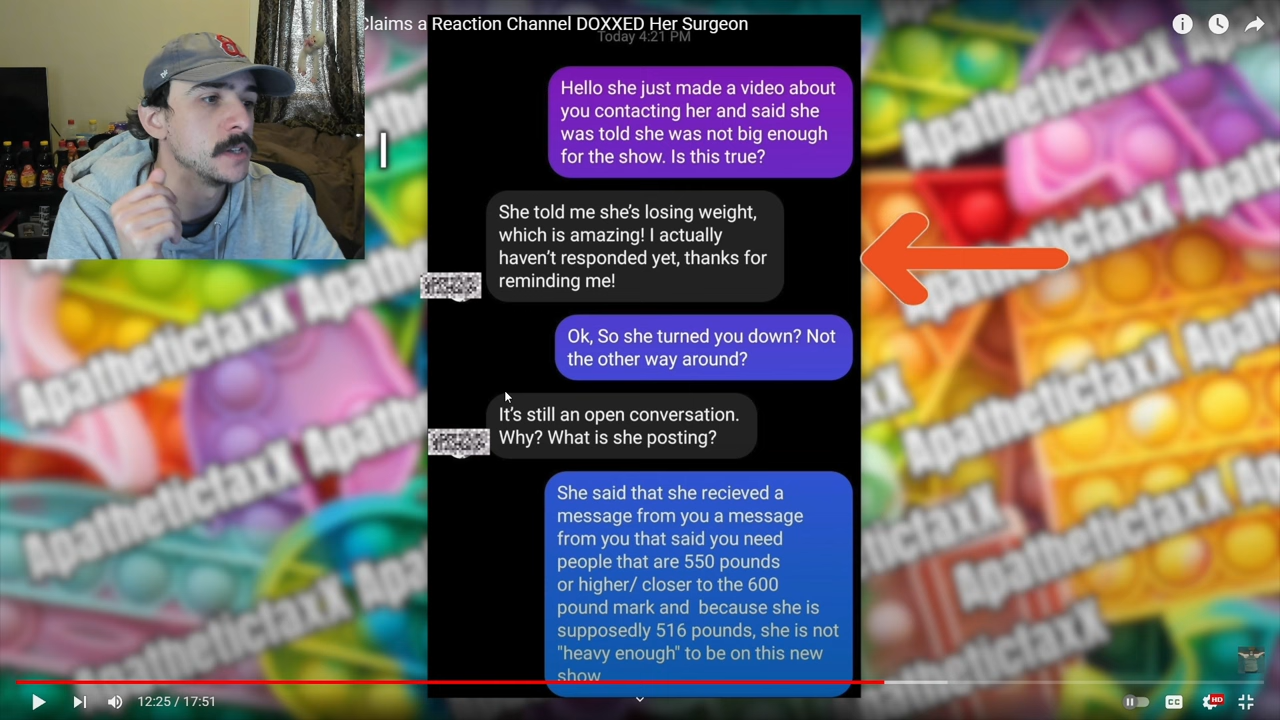 Claims a Reaction Channel DOXXED Her Surgeon
Today 4:21 PM
Hello she just made a video about
you contacting her and said she
was told she was not big enough
for the show. Is this true?
She told me she's losing weight,
which is amazing! I actually
haven't responded yet, thanks for
reminding me!
Ok, So she turned you down? Not
the other way around?
It's still an open conversation.
Why? What is she posting?
She said that she recieved a
message from you a message
from you that said you need
people that are 550 pounds
or higher/ closer to the 600
pound mark and because she is
supposedly 516 pounds, she is not
"heavy enough" to be on this new
show
ApatheticfaxX
ApatheticfaxX
ApatheticfaxX
ApatheticfaxX
12:25 / 17:51
CC
HD